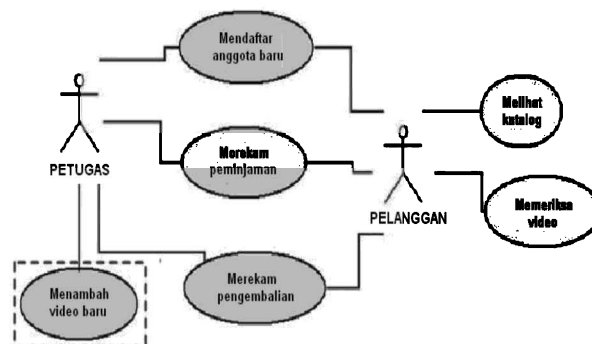 Mendaftar
anggota baru
Melihat
katalog
Merekam
peminjaman
PETUGAS
PELANGGAN
Memeriksa
video
Menambah
video baru
Merekam
pengembalian